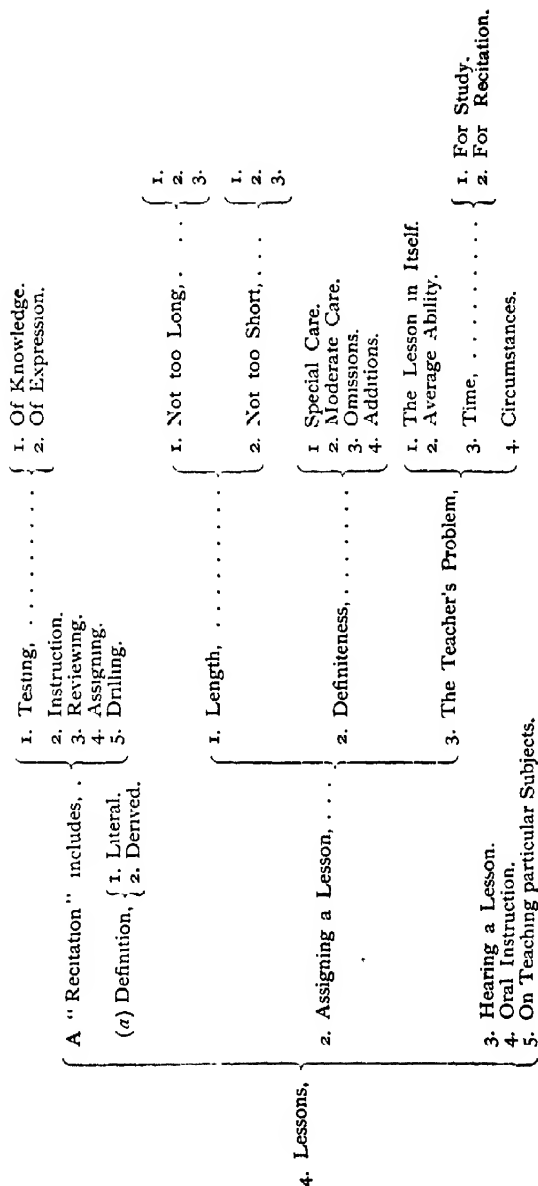 4. Lessons,
A "Recitation" includes, .
1. Testing, . . . . . . . . . .
1. Of Knowledge.
2. Of Expression.
2. Instruction.
3. Reviewing.
4. Assigning.
5. Drilling.
(a) Definition,
1. Literal.
2. Derived.
2. Assigning a Lesson, . . .
1. Length, . . . . . . . . .
1. Not too Long, . . . .
1.
2.
3.
2. Not too Short, . . .
1.
2.
3.
2. Definiteness, . . . . . . .
1 Special Care.
2. Moderate Care.
3. Omissions.
4. Additions.
3. The Teacher's Problem,
1. The Lesson in Itself.
2. Average Ability.
3. Time, . . . . . . . . . .
1. For Study.
2. For Recitation.
4. Circumstances.
3. Hearing a Lesson.
4. Oral Instruction.
5. On Teaching particular Subjects.